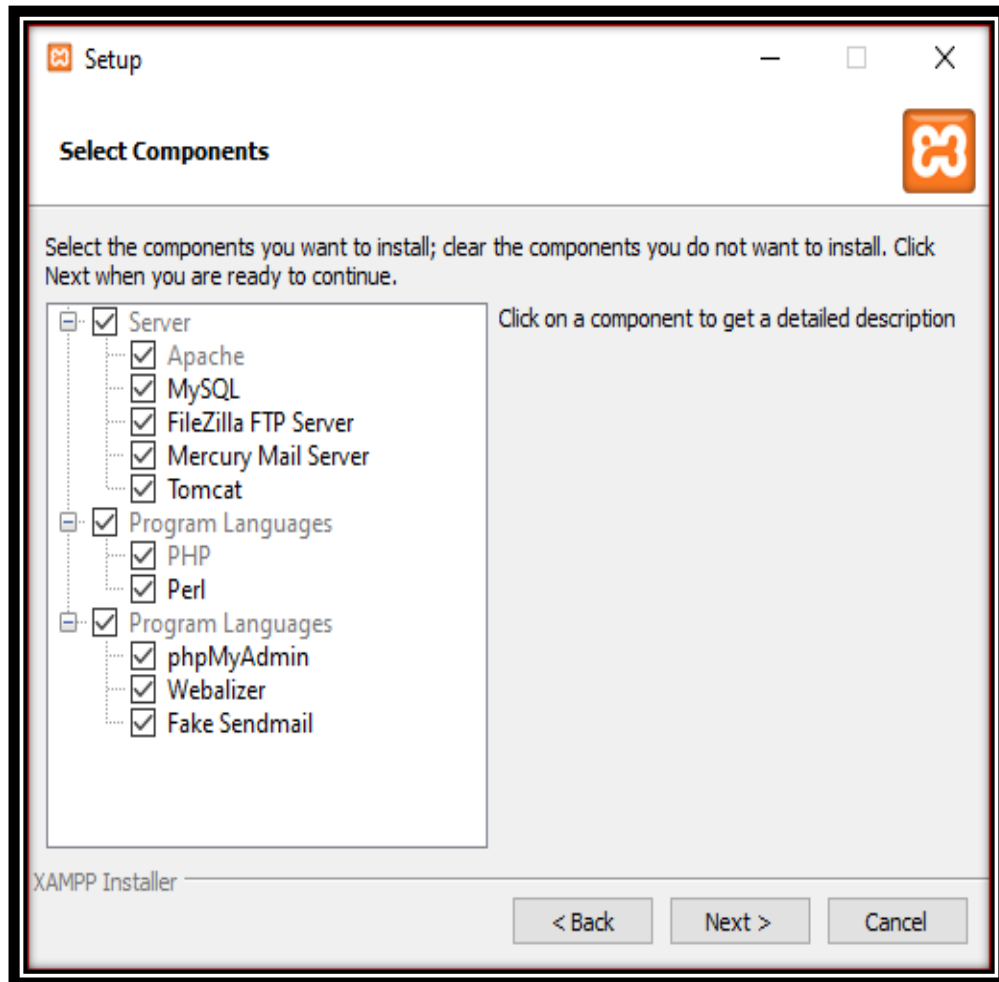 Setup
Select Components
Select the components you want to install; clear the components you do not want to install. Click
Next when you are ready to continue.
Server
Apache
MySQL
FileZilla FTP Server
Mercury Mail Server
Tomcat
Program Languages
PHP
Perl
Program Languages
phpMyAdmin
Webalizer
Fake Sendmail
Click on a component to get a detailed description
XAMPP Installer
< Back
Next >
Cancel